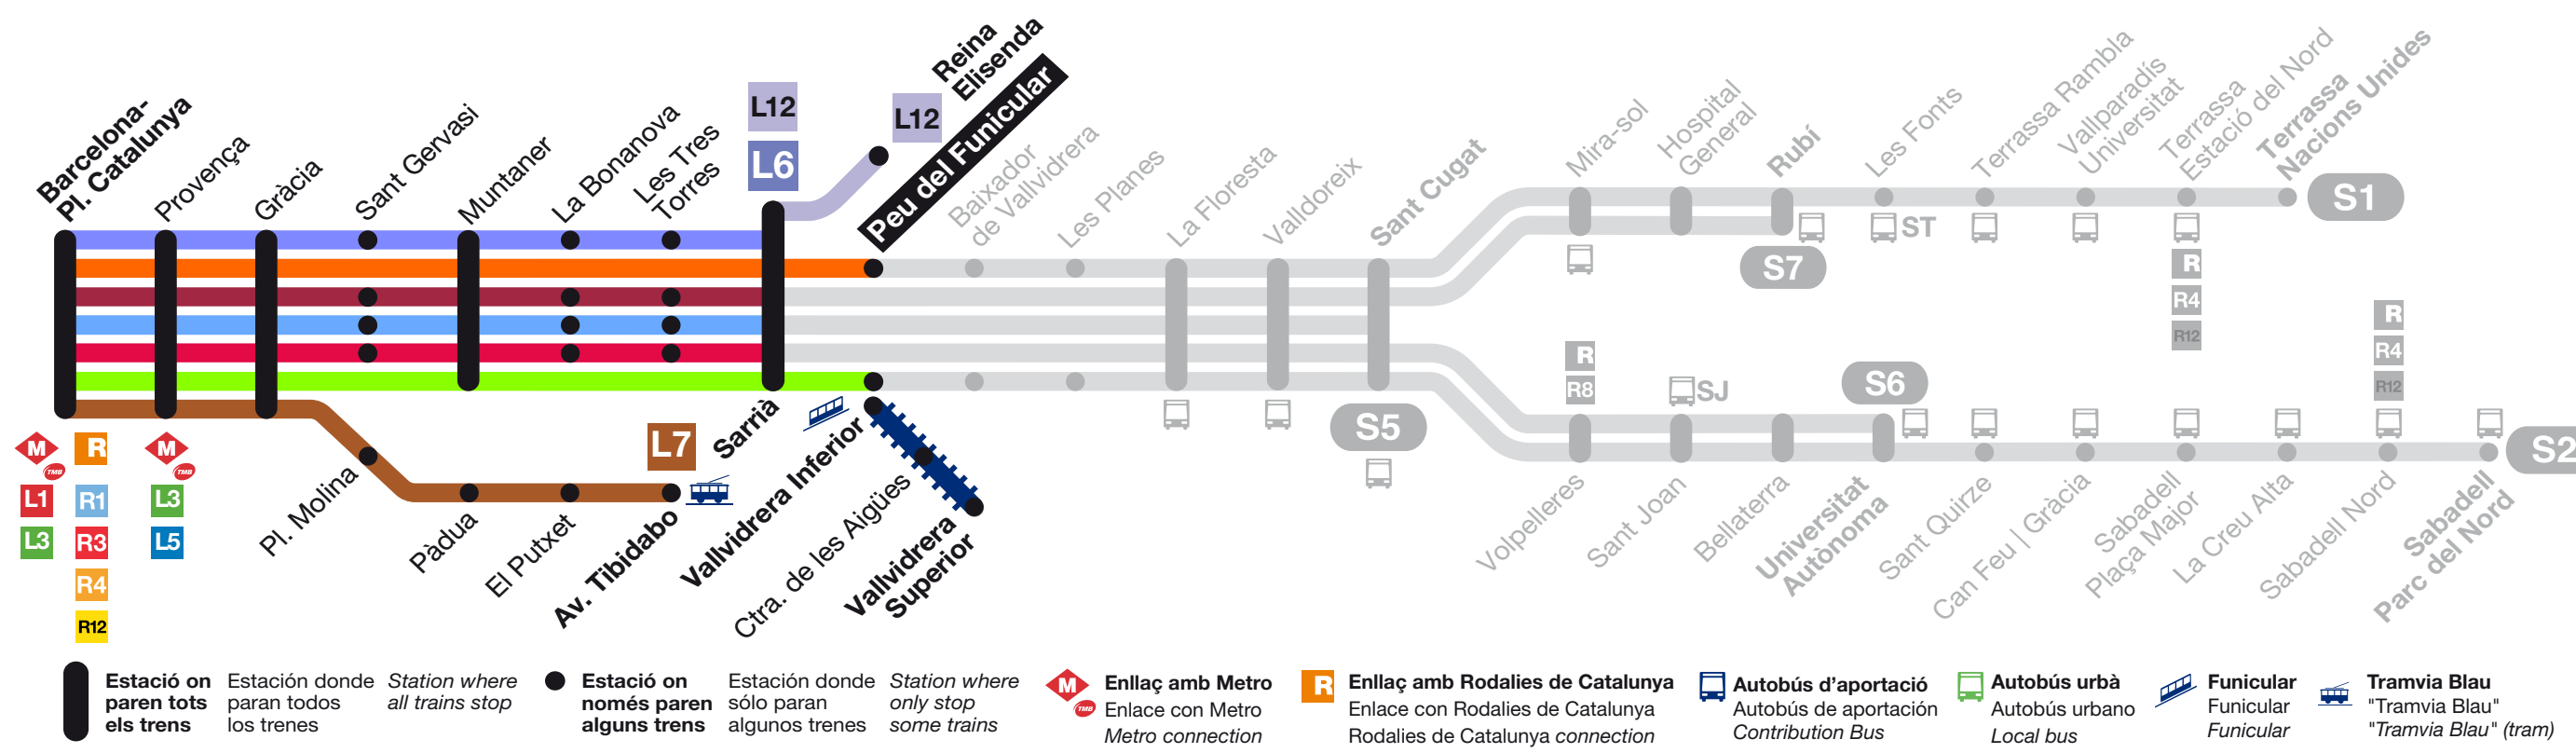 Barcelona-
Pl. Catalunya
Provença
Gràcia
Sant Gervasi
Muntaner
La Bonanova
Les Tres
Torres
L12
L6
L12
Reina
Elisenda
Peu del Funicular
Baixador
de Vallvidrera
Les Planes
La Floresta
Valldoreix
Sant Cugat
Mira-sol
Hospital
General
Rubí
Les Fonts
Terrassa Rambla
Vallparadís
Universitat
Terrassa
Estació del Nord
Terrassa
Nacions Unides
S1
ST
S7
R
R4
R12
R
R4
R12
R
R8
SJ
S6
S5
S2
M
TMB
L1
L3
R
R1
R3
R4
R12
M
TMB
L3
L5
Pl. Molina
Pàdua
El Putxet
Av. Tibidabo
L7
Sarrià
Vallvidrera Inferior
Ctra. de les Aigües
Vallvidrera
Superior
Volpelleres
Sant Joan
Bellaterra
Universitat
Autònoma
Sant Quirze
Can Feu | Gràcia
Sabadell
Plaça Major
La Creu Alta
Sabadell Nord
Sabadell
Parc del Nord
Estació on
paren tots
els trens
Estación donde
paran todos
los trenes
Station where
all trains stop
Estació on
només paren
alguns trens
Estación donde
sólo paran
algunos trenes
Station where
only stop
some trains
M
TMB
Enllaç amb Metro
Enlace con Metro
Metro connection
R
Enllaç amb Rodalies de Catalunya
Enlace con Rodalies de Catalunya
Rodalies de Catalunya connection
Autobús d'aportació
Autobús de aportación
Contribution Bus
Autobús urbà
Autobús urbano
Local bus
Funicular
Funicular
Funicular
Tramvia Blau
"Tramvia Blau"
"Tramvia Blau" (tram)